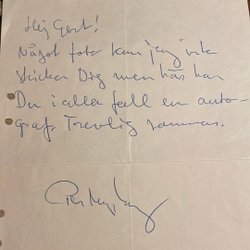 Hej Gert!
Något foto kan jag inte
skicka Dig men här har
Du i alla fall en auto-
graf. Trevlig sommar.